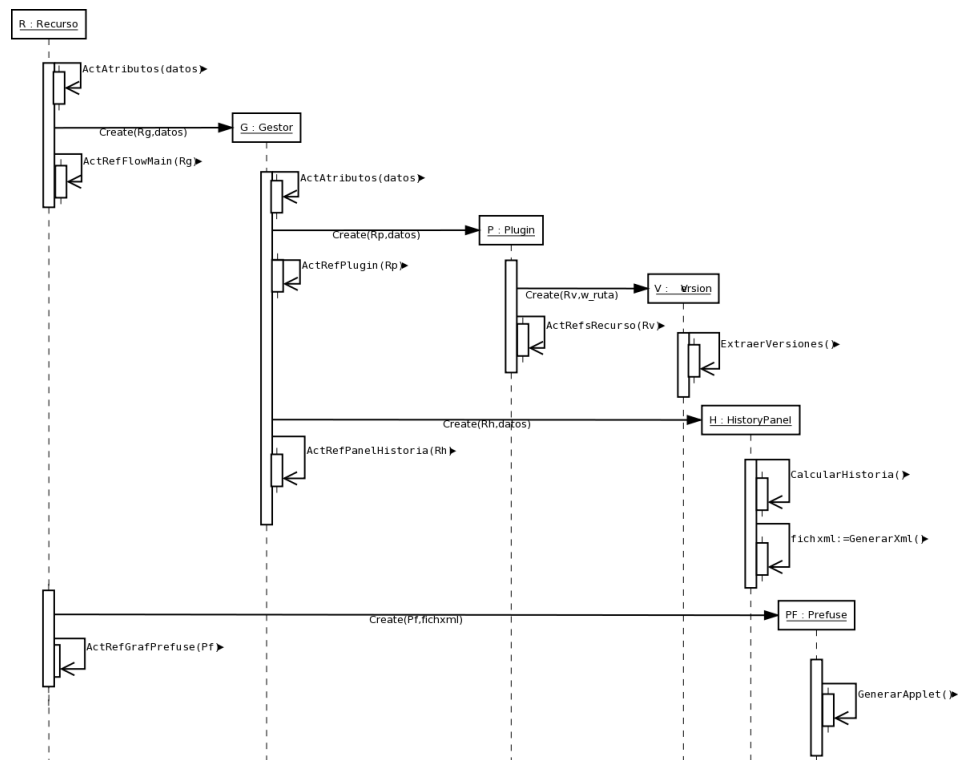 R : Recurso
ActAtributos(datos)
Create(Rg,datos)
G : Gestor
ActRefFlowMain(Rg)
ActAtributos(datos)
Create(Rp,datos)
P : Plugin
ActRefPlugin(Rp)
Create(Rv,w_ruta)
V : Version
ActRefsRecurso(Rv)
ExtraerVersiones()
Create(Rh,datos)
H : HistoryPanel
ActRefPanelHistoria(Rh)
CalcularHistoria()
fichxml:=GenerarXml()
Create(Pf,fichxml)
PF : Prefuse
ActRefGrafPrefuse(Pf)
GenerarApplet()